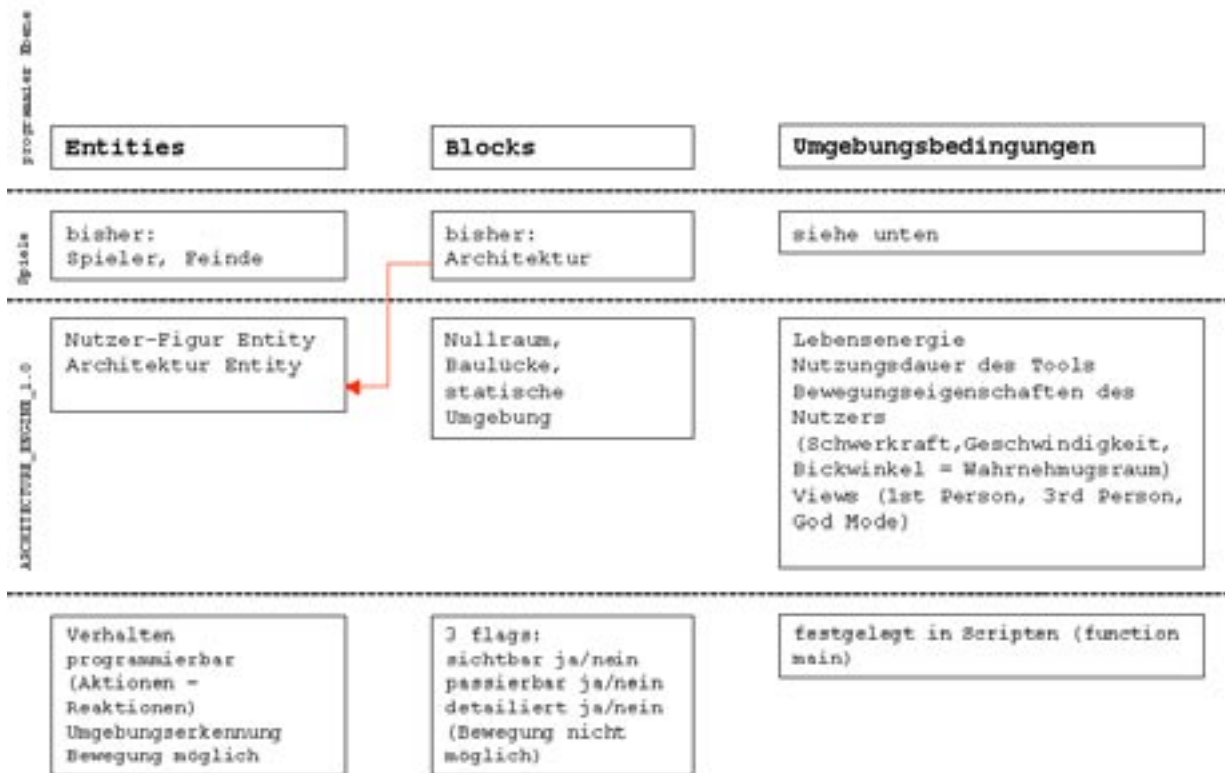 programmier Ebene
Entities
Blocks
Umgebungsbedingungen
Spiele
bisher:
Spieler, Feinde
bisher:
Architektur
siehe unten
ARCHITECTURE_ENGINE_1.0
Nutzer-Figur Entity
Architektur Entity
Nullraum,
Baulücke,
statische
Umgebung
Lebensenergie
Nutzungsdauer des Tools
Bewegungseigenschaften des
Nutzers
(Schwerkraft,Geschwindigkeit,
Bickwinkel = Wahrnehmugsraum)
Views (1st Person, 3rd Person,
God Mode)
Verhalten
programmierbar
(Aktionen -
Reaktionen)
Umgebungserkennung
Bewegung möglich
3 flags:
sichtbar ja/nein
passierbar ja/nein
detailiert ja/nein
(Bewegung nicht
möglich)
festgelegt in Scripten (function
main)